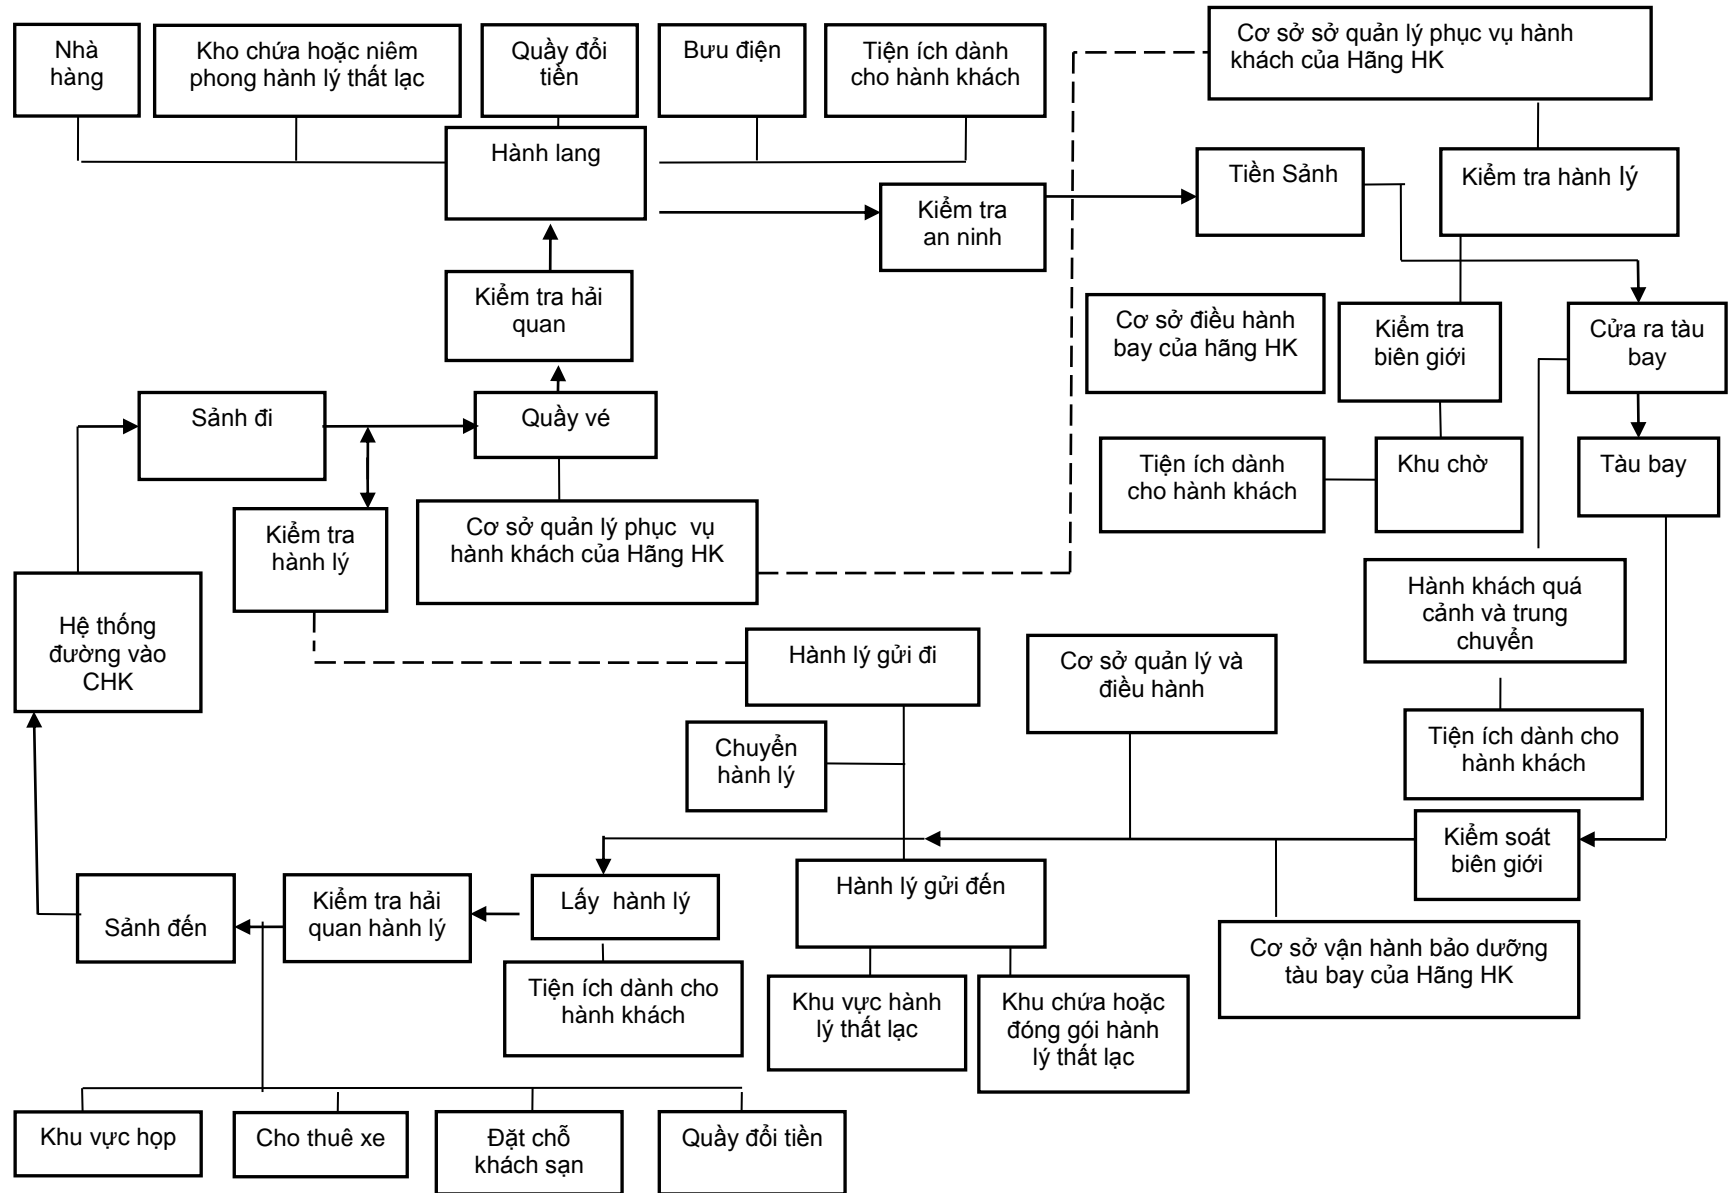 Nhà
hàng
Kho chứa hoặc niêm
phong hành lý thất lạc
Quầy đổi
tiền
Bưu điện
Tiện ích dành
cho hành khách
Cơ sở sở quản lý phục vụ hành
khách của Hãng HK
Hành lang
Kiểm tra
an ninh
Tiền Sảnh
Kiểm tra hành lý
Kiểm tra hải
quan
Cơ sở điều hành
bay của hãng HK
Kiểm tra
biên giới
Cửa ra tàu
bay
Sảnh đi
Quầy vé
Tiện ích dành
cho hành khách
Khu chờ
Tàu bay
Kiểm tra
hành lý
Cơ sở quản lý phục vụ
hành khách của Hãng HK
Hệ thống
đường vào
CHK
Hành khách quá
cảnh và trung
chuyển
Hành lý gửi đi
Cơ sở quản lý và
điều hành
Chuyển
hành lý
Tiện ích dành cho
hành khách
Kiểm soát
biên giới
Sảnh đến
Kiểm tra hải
quan hành lý
Lấy hành lý
Hành lý gửi đến
Cơ sở vận hành bảo dưỡng
tàu bay của Hãng HK
Tiện ích dành cho
hành khách
Khu vực hành
lý thất lạc
Khu chứa hoặc
đóng gói hành
lý thất lạc
Khu vực họp
Cho thuê xe
Đặt chỗ
khách sạn
Quầy đổi tiền